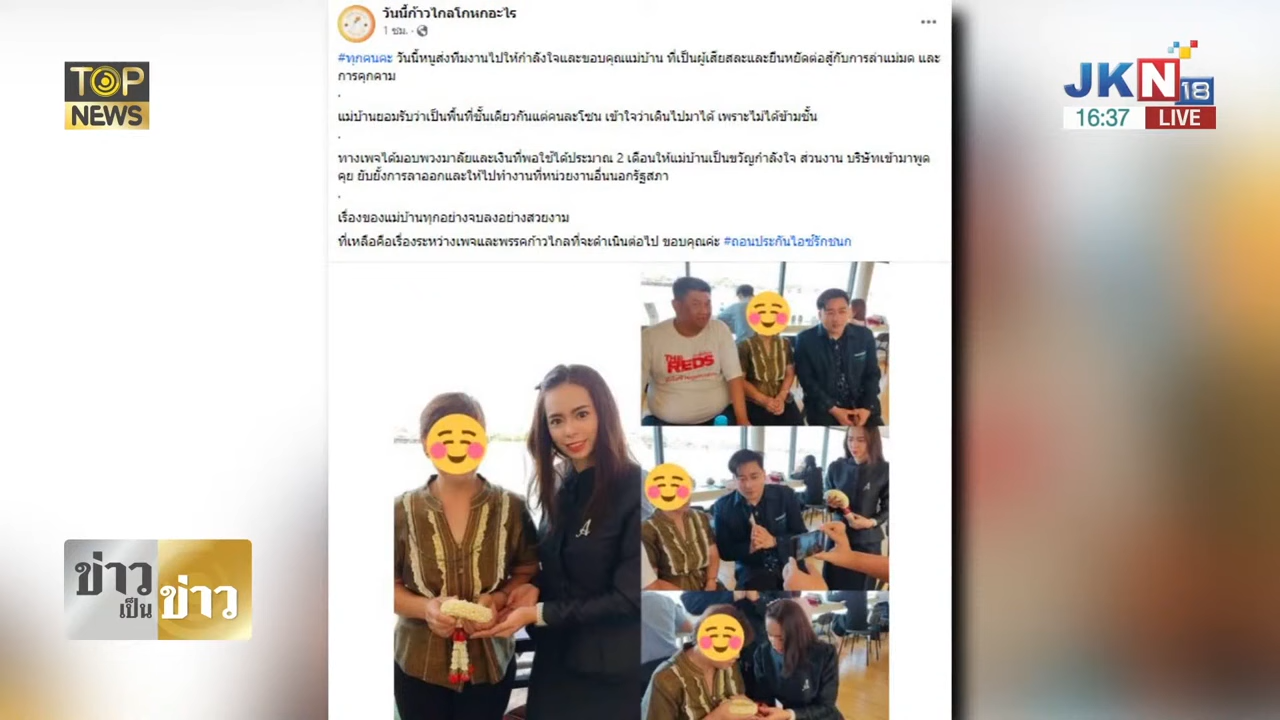 วันนี้ก้าวไกลโกหกอะไร
1 ชม.
#ทุกคนคะ วันนี้หนูส่งทีมงานไปให้กำลังใจและขอบคุณแม่บ้าน ที่เป็นผู้เสียสละและยืนหยัดต่อสู้กับการล่าแม่มด และ
การคุกคาม
.
แม่บ้านยอมรับว่าเป็นพื้นที่ชั้นเดียวกันแต่คนละโซน เข้าใจว่าเดินไปมาได้ เพราะไม่ได้ข้ามชั้น
.
ทางเพจได้มอบพวงมาลัยและเงินที่พอใช้ได้ประมาณ 2 เดือนให้แม่บ้านเป็นขวัญกำลังใจ ส่วนงาน บริษัทเข้ามาพูด
คุย ยับยั้งการลาออกและให้ไปทำงานที่หน่วยงานอื่นนอกรัฐสภา
.
เรื่องของแม่บ้านทุกอย่างจบลงอย่างสวยงาม
ที่เหลือคือเรื่องระหว่างเพจและพรรคก้าวไกลที่จะดำเนินต่อไป ขอบคุณค่ะ #ถอนประกันไอซ์รักชนก
TOP
NEWS
JKN18
16:37 LIVE
THE
REDS
A
A
ข่าว
เป็น
ข่าว